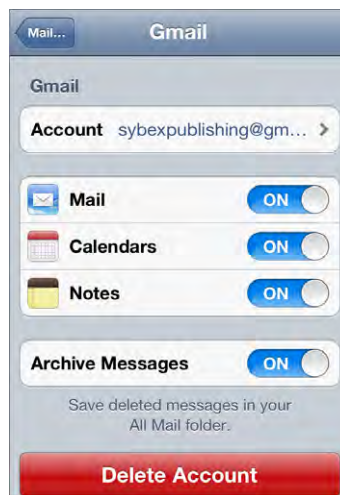 Mail...
Gmail
Gmail
Account sybexpublishing@gm... >
Mail ON
Calendars ON
Notes ON
Archive Messages ON
Save deleted messages in your
All Mail folder.
Delete Account